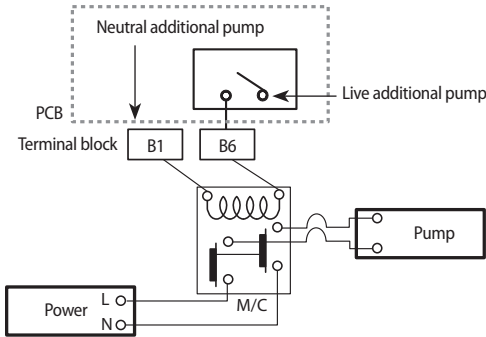 Neutral additional pump
Live additional pump
PCB
Terminal block
B1
B6
Pump
M/C
Power
L
N